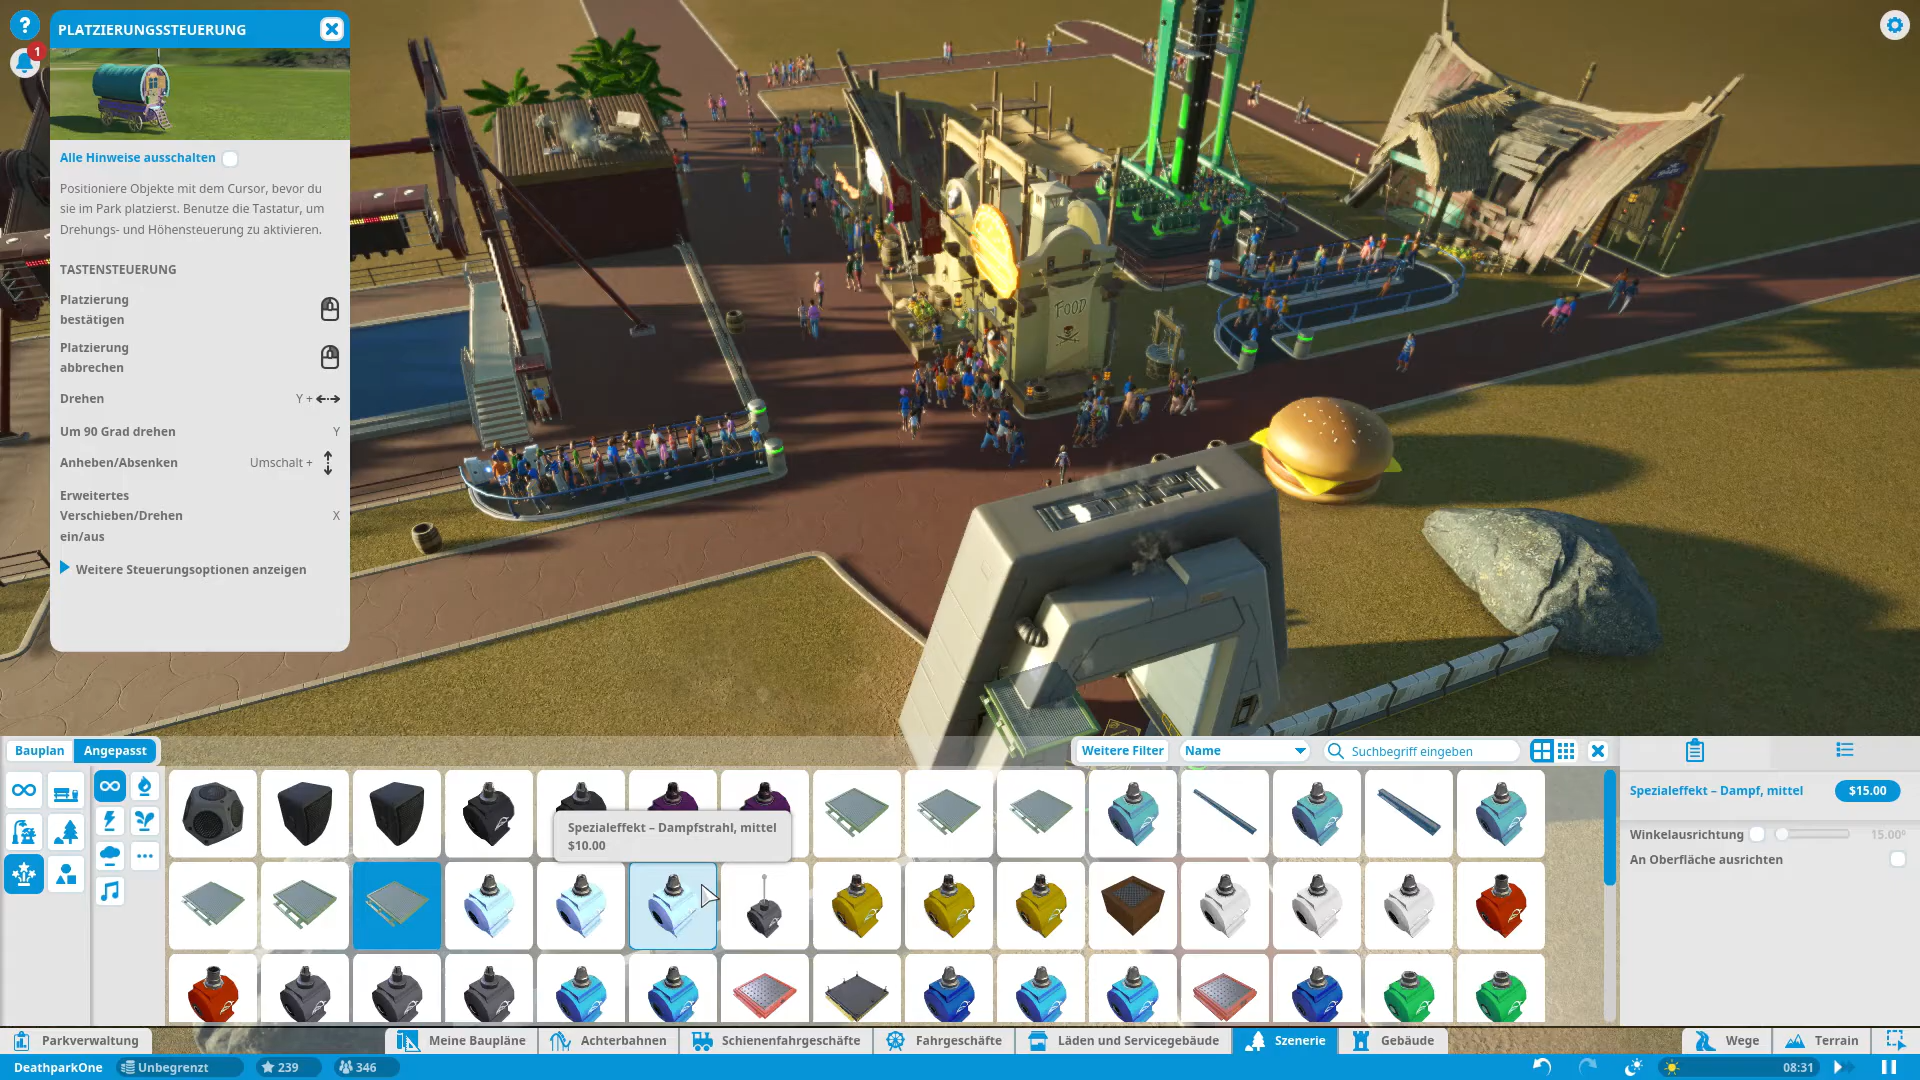 ?
PLATZIERUNGSSTEUERUNG
1
Alle Hinweise ausschalten
Positioniere Objekte mit dem Cursor, bevor du
sie im Park platzierst. Benutze die Tastatur, um
Drehungs- und Höhensteuerung zu aktivieren.
TASTENSTEUERUNG
Platzierung
bestätigen
Platzierung
abbrechen
Drehen Y +
Um 90 Grad drehen Y
Anheben/Absenken Umschalt +
Erweitertes
Verschieben/Drehen X
ein/aus
Weitere Steuerungsoptionen anzeigen
FOOD
Bauplan Angepasst
Weitere Filter Name Suchbegriff eingeben
Spezialeffekt – Dampfstrahl, mittel
$10.00
Spezialeffekt – Dampf, mittel $15.00
Winkelausrichtung 15.00°
An Oberfläche ausrichten
Parkverwaltung Meine Baupläne Achterbahnen Schienenfahrgeschäfte Fahrgeschäfte Läden und Servicegebäude Szenerie Gebäude Wege Terrain
DeathparkOne Unbegrenzt 239 346 08:31